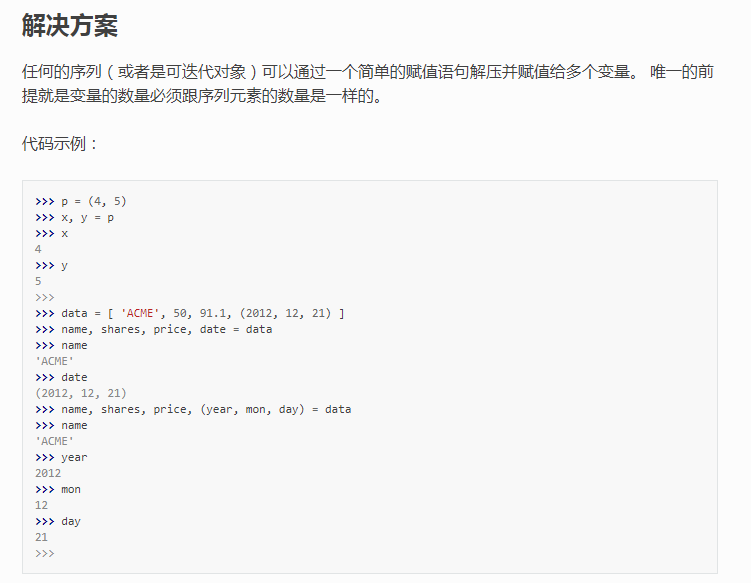 解决方案
任何的序列（或者是可迭代对象）可以通过一个简单的赋值语句解压并赋值给多个变量。 唯一的前
提就是变量的数量必须跟序列元素的数量是一样的。
代码示例：
>>> p = (4, 5)
>>> x, y = p
>>> x
4
>>> y
5
>>>
>>> data = [ 'ACME', 50, 91.1, (2012, 12, 21) ]
>>> name, shares, price, date = data
>>> name
'ACME'
>>> date
(2012, 12, 21)
>>> name, shares, price, (year, mon, day) = data
>>> name
'ACME'
>>> year
2012
>>> mon
12
>>> day
21
>>>